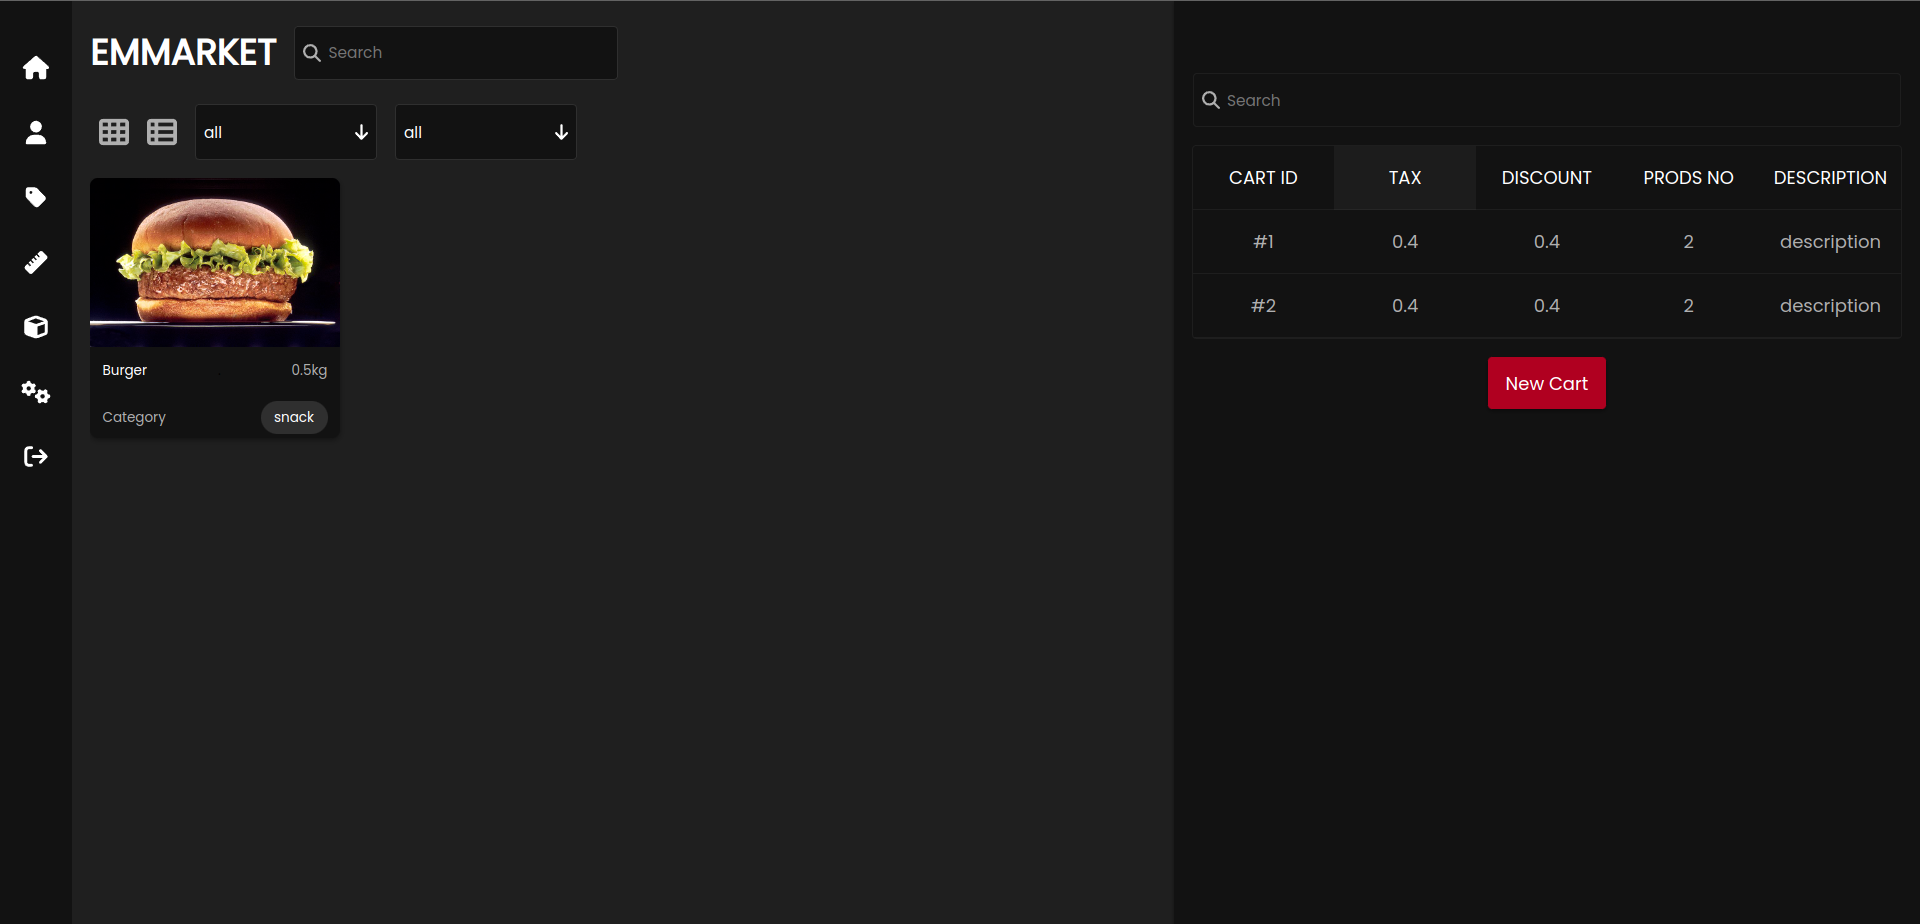 EMMARKET
Search
all
all
Burger
0.5kg
Category
snack
Search
CART ID TAX DISCOUNT PRODS NO DESCRIPTION
#1 0.4 0.4 2 description
#2 0.4 0.4 2 description
New Cart